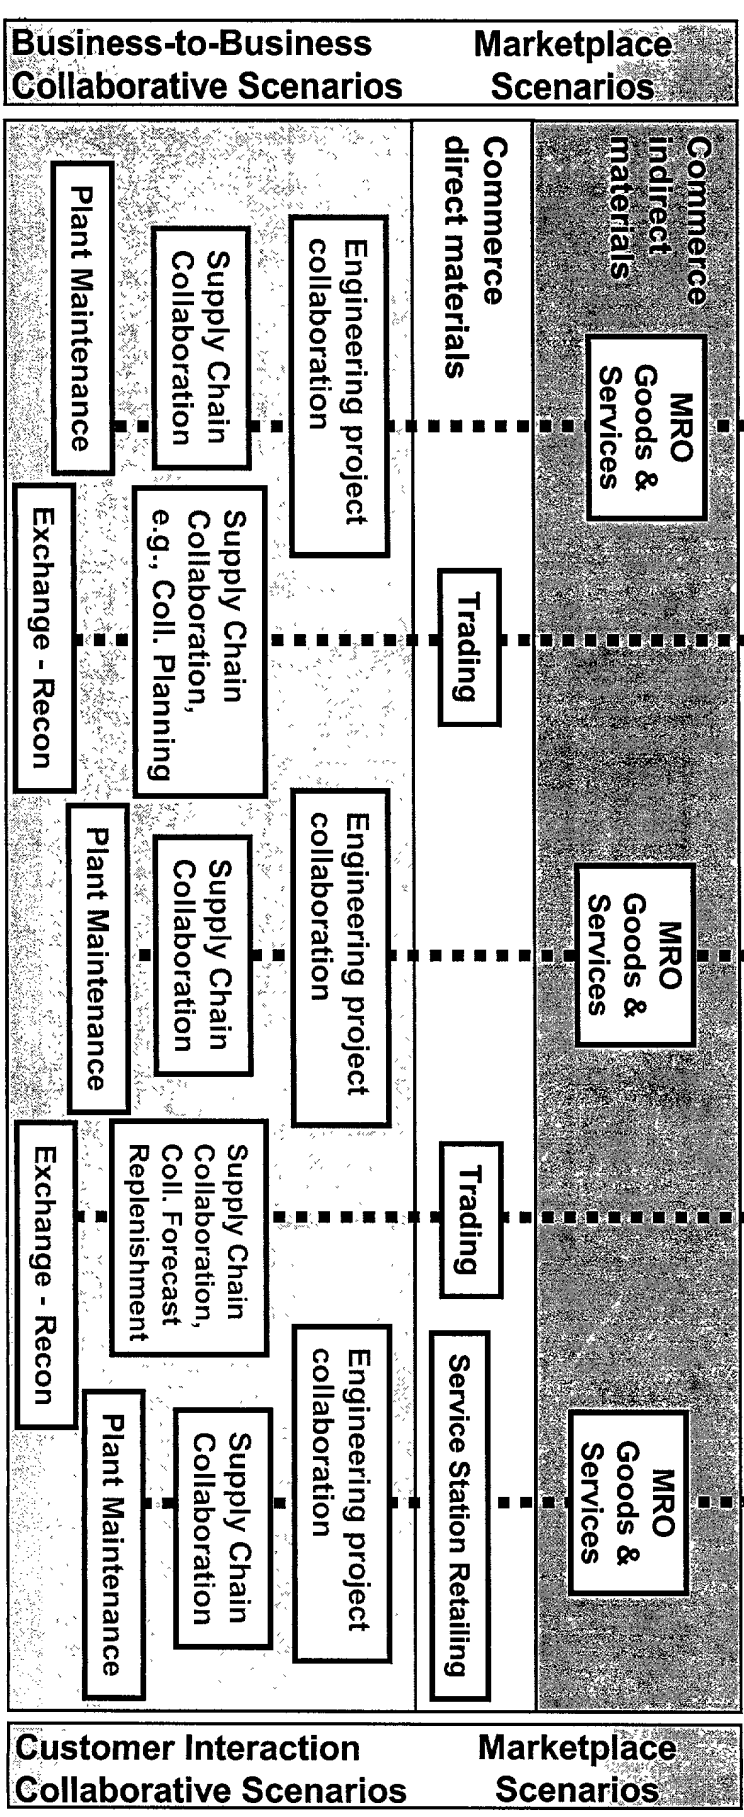 Business-to-Business
Collaborative Scenarios
Marketplace
Scenarios
Commerce
indirect
materials
MRO
Goods &
Services
MRO
Goods &
Services
MRO
Goods &
Services
Commerce
direct materials
Trading
Trading
Service Station Retailing
Engineering project
collaboration
Engineering project
collaboration
Engineering project
collaboration
Supply Chain
Collaboration
Supply Chain
Collaboration,
e.g., Coll. Planning
Supply Chain
Collaboration
Supply Chain
Collaboration,
Coll. Forecast
Replenishment
Supply Chain
Collaboration
Plant Maintenance
Exchange - Recon
Plant Maintenance
Exchange - Recon
Plant Maintenance
Customer Interaction
Collaborative Scenarios
Marketplace
Scenarios